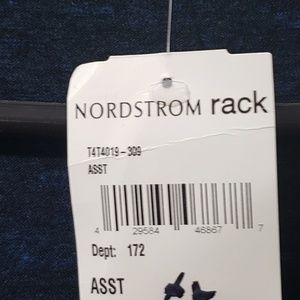 NORDSTROM rack
T4T4019-309
ASST
4 29584 46867 7
Dept: 172
ASST